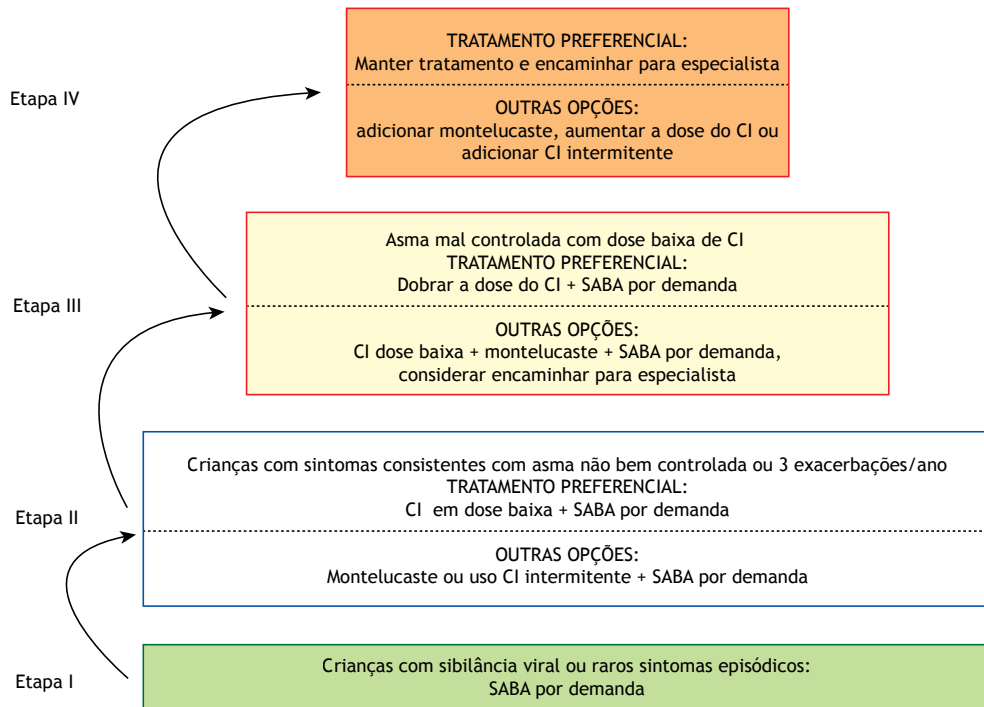 Etapa IV
TRATAMENTO PREFERENCIAL:
Manter tratamento e encaminhar para especialista
OUTRAS OPÇÕES:
adicionar montelucaste, aumentar a dose do CI ou
adicionar CI intermitente
Etapa III
Asma mal controlada com dose baixa de CI
TRATAMENTO PREFERENCIAL:
Dobrar a dose do CI + SABA por demanda
OUTRAS OPÇÕES:
CI dose baixa + montelucaste + SABA por demanda,
considerar encaminhar para especialista
Etapa II
Crianças com sintomas consistentes com asma não bem controlada ou 3 exacerbações/ano
TRATAMENTO PREFERENCIAL:
CI em dose baixa + SABA por demanda
OUTRAS OPÇÕES:
Montelucaste ou uso CI intermitente + SABA por demanda
Etapa I
Crianças com sibilância viral ou raros sintomas episódicos:
SABA por demanda